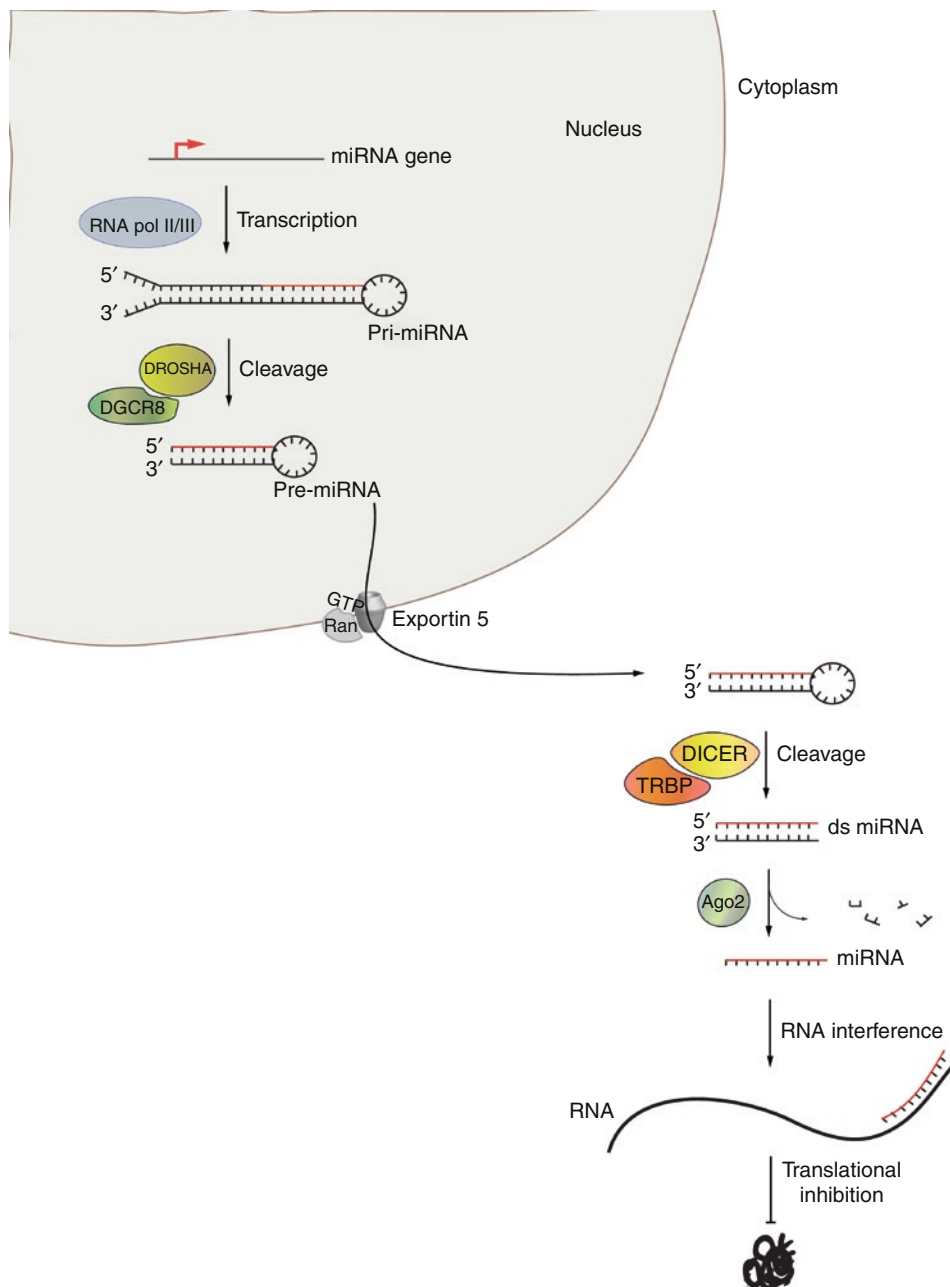 Cytoplasm
Nucleus
miRNA gene
RNA pol II/III
Transcription
5′
3′
Pri-miRNA
DROSHA
DGCR8
Cleavage
5′
3′
Pre-miRNA
GTP
Ran
Exportin 5
5′
3′
DICER
TRBP
Cleavage
5′
3′
ds miRNA
Ago2
miRNA
RNA interference
RNA
Translational
inhibition